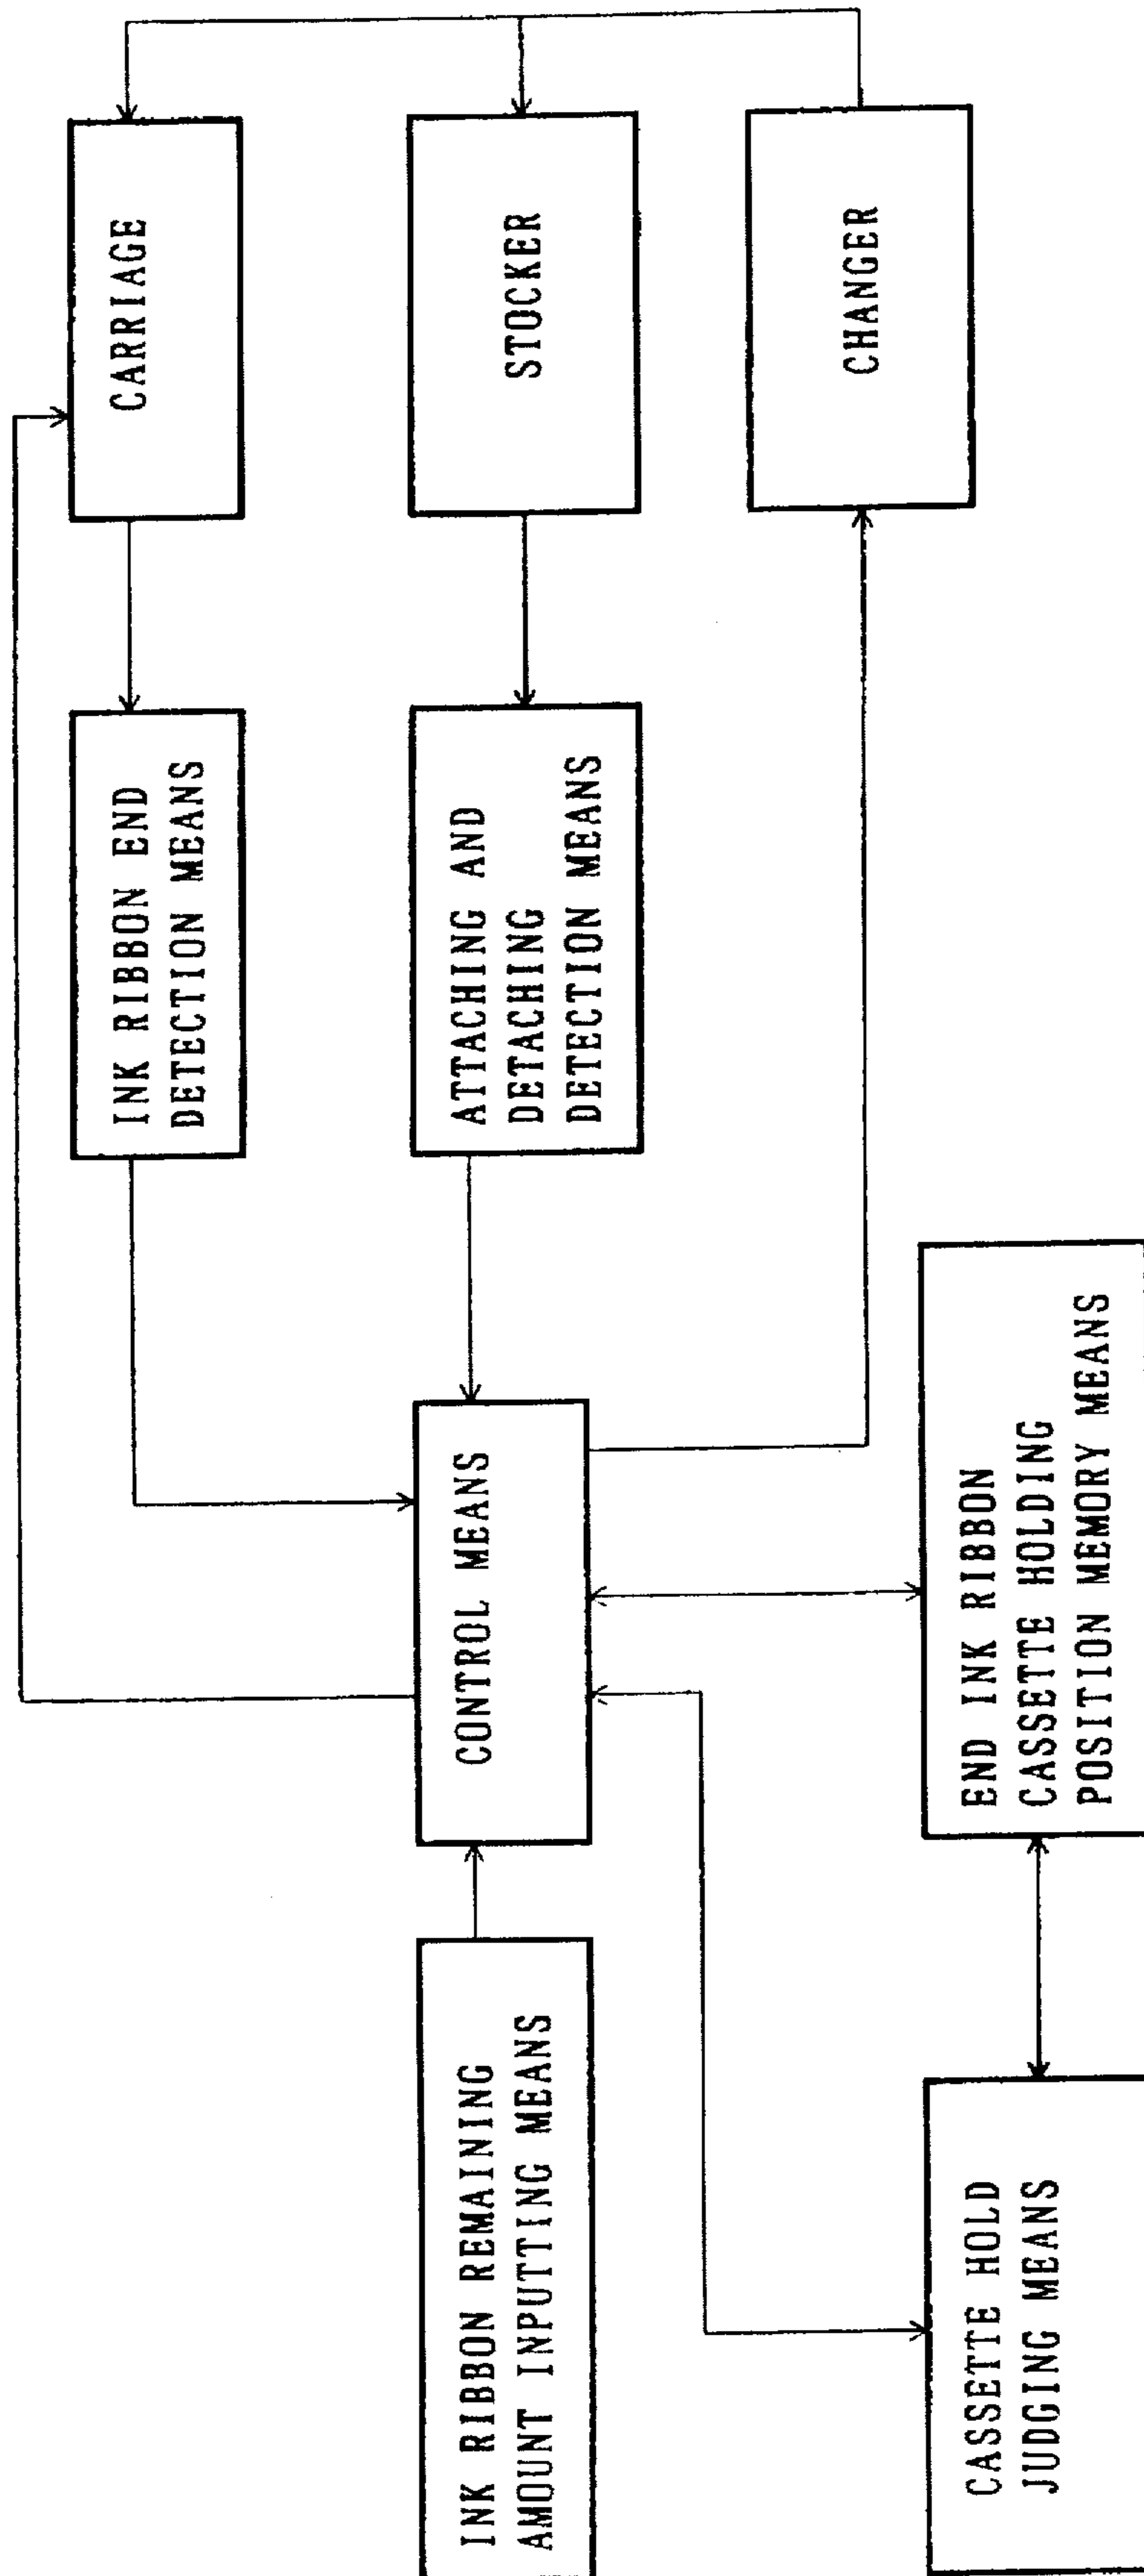 INK RIBBON REMAINING
AMOUNT INPUTTING MEANS
CONTROL MEANS
INK RIBBON END
DETECTION MEANS
CARRIAGE
ATTACHING AND
DETACHING
DETECTION MEANS
STOCKER
CHANGER
CASSETTE HOLD
JUDGING MEANS
END INK RIBBON
CASSETTE HOLDING
POSITION MEMORY MEANS